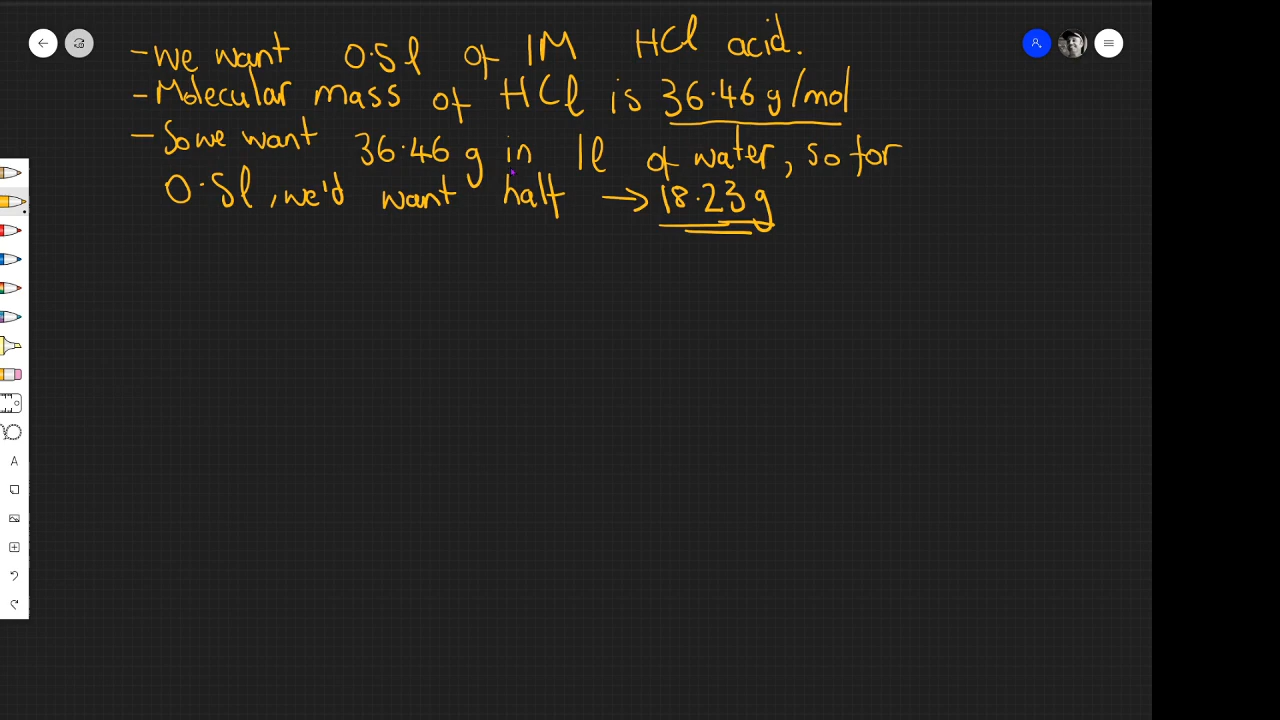 - We want 0.5l of 1M HCl acid.
- Molecular mass of HCl is 36.46 g/mol
- So we want 36.46 g in 1l of water, so for
0.5l, we'd want half → 18.23g
A